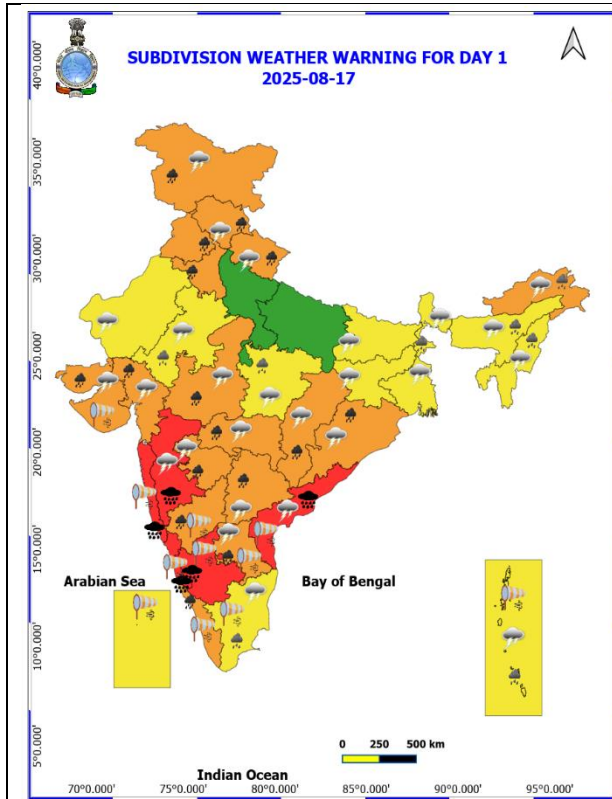 SUBDIVISION WEATHER WARNING FOR DAY 1
2025-08-17
40°0.000'
35°0.000'
30°0.000'
25°0.000'
20°0.000'
15°0.000'
10°0.000'
5°0.000'
Arabian Sea
Bay of Bengal
0 250 500 km
Indian Ocean
70°0.000' 75°0.000' 80°0.000' 85°0.000' 90°0.000' 95°0.000'